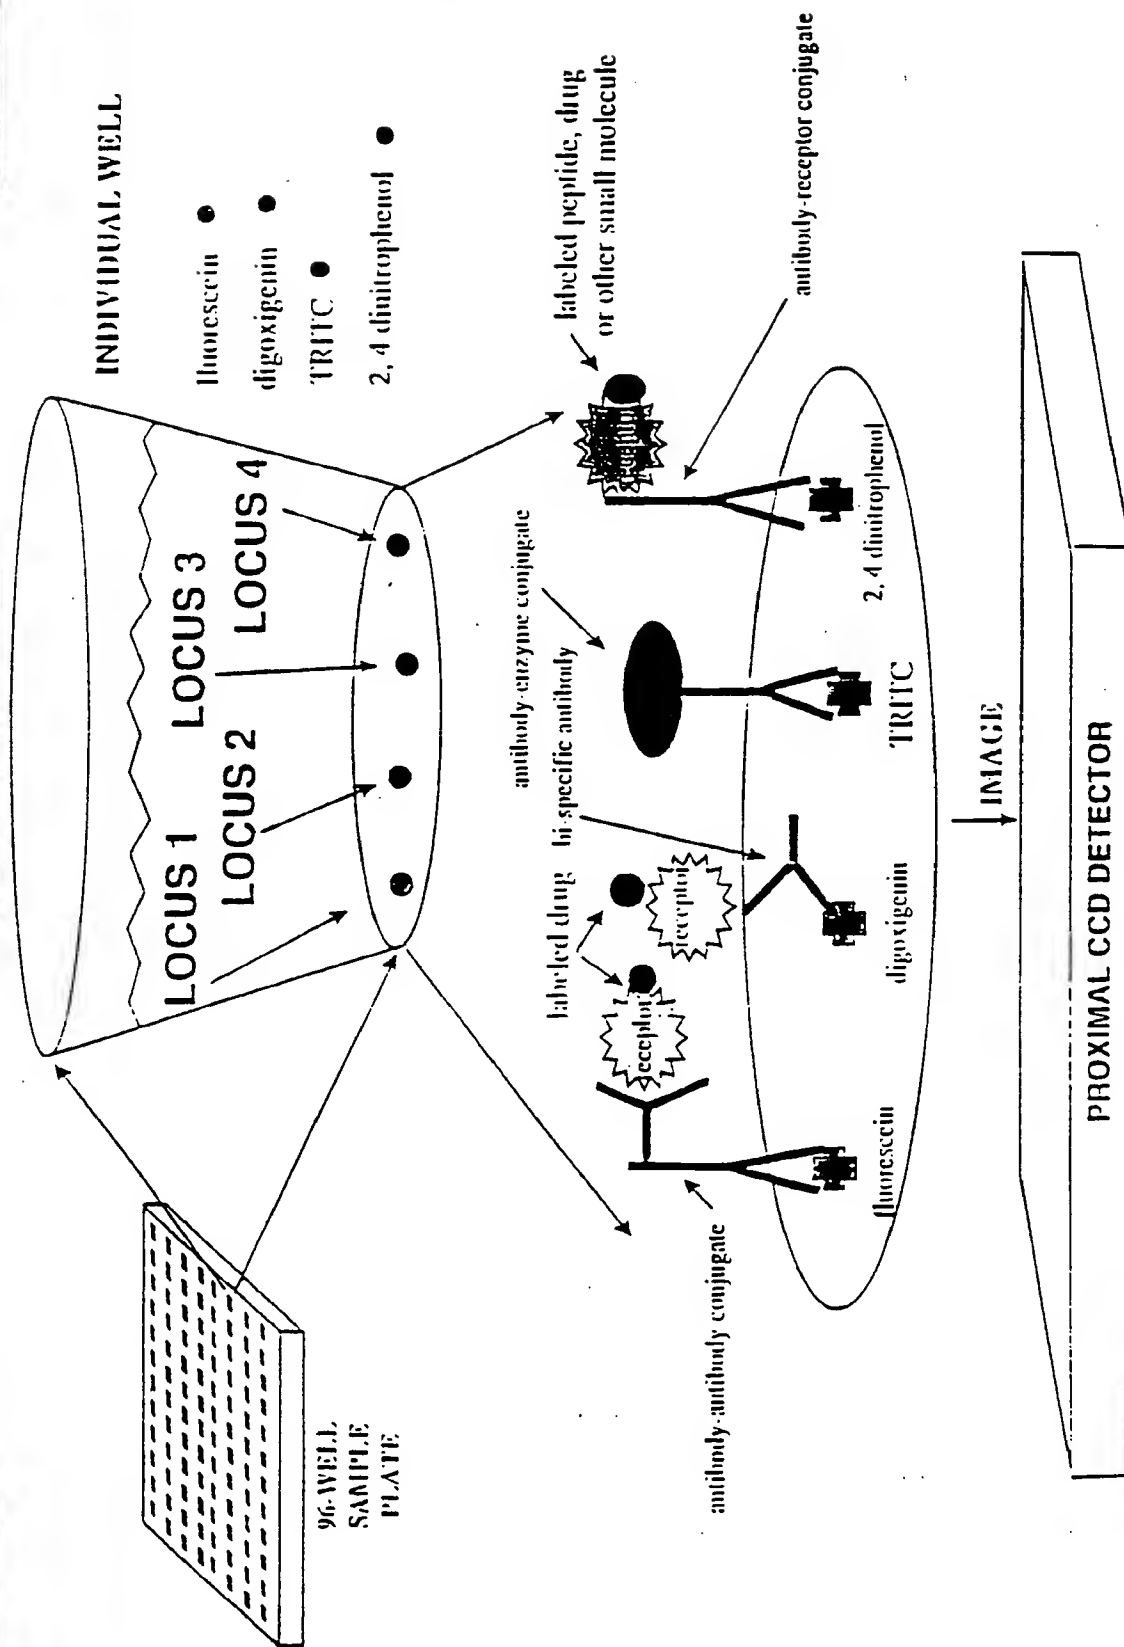 INDIVIDUAL WELL
fluorescein
digoxigenin
TRITC
2, 4 dinitrophenol
LOCUS 1
LOCUS 2
LOCUS 3
LOCUS 4
96-WELL
SAMPLE
PLATE
labeled peptide, drug
or other small molecule
antibody-receptor conjugate
antibody-enzyme conjugate
bi-specific antibody
labeled drug
receptor
receptor
antibody-antibody conjugate
fluorescein
digoxigenin
TRITC
2, 4 dinitrophenol
IMAGE
PROXIMAL CCD DETECTOR